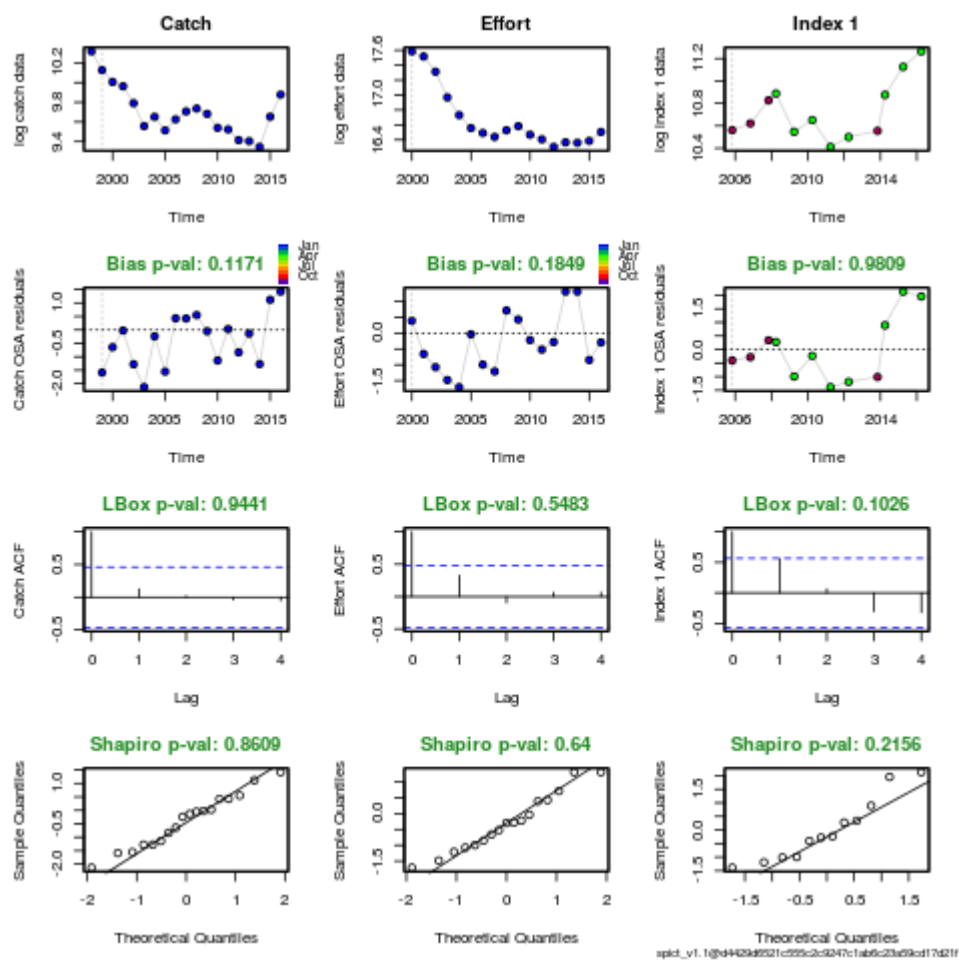 Catch
Effort
Index 1
log catch data
10.2
9.8
9.4
2000 2005 2010 2015
Time
log effort data
17.6
17.0
16.4
2000 2005 2010 2015
Time
log index 1 data
11.2
10.8
10.4
2006 2010 2014
Time
Bias p-val: 0.1171
Jan
Apr
Jul
Oct
Catch OSA residuals
1.0
-0.5
-2.0
2000 2005 2010 2015
Time
Bias p-val: 0.1849
Jan
Apr
Jul
Oct
Effort OSA residuals
0.0
-1.5
2000 2005 2010 2015
Time
Bias p-val: 0.9809
Index 1 OSA residuals
1.5
0.0
-1.5
2006 2010 2014
Time
LBox p-val: 0.9441
Catch ACF
0.5
-0.5
0 1 2 3 4
Lag
LBox p-val: 0.5483
Effort ACF
0.5
-0.5
0 1 2 3 4
Lag
LBox p-val: 0.1026
Index 1 ACF
0.5
-0.5
0 1 2 3 4
Lag
Shapiro p-val: 0.8609
Sample Quantiles
1.0
-0.5
-2.0
-2 -1 0 1 2
Theoretical Quantiles
Shapiro p-val: 0.64
Sample Quantiles
0.0
-1.5
-2 -1 0 1 2
Theoretical Quantiles
Shapiro p-val: 0.2156
Sample Quantiles
1.5
0.0
-1.5
-1.5 -0.5 0.5 1.5
Theoretical Quantiles